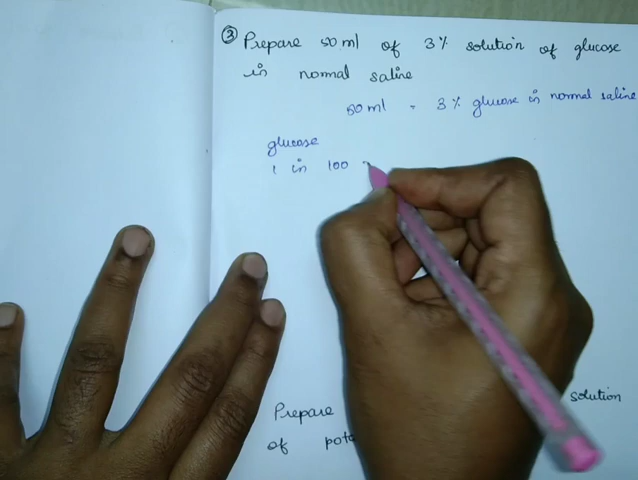 ③ Prepare 50 ml of 3% solution of glucose
in normal saline
50 ml - 3% glucose in normal saline
glucose
1 in 100
Prepare solution
of pota